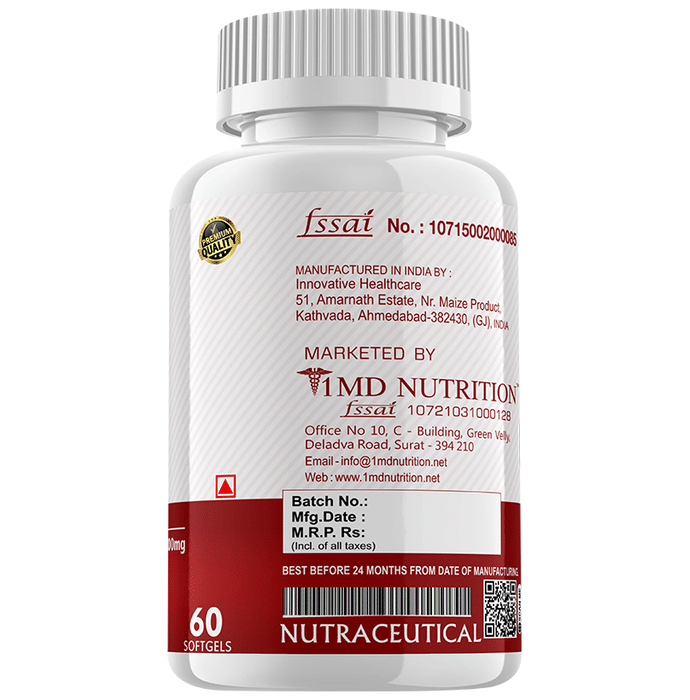 PREMIUM
QUALITY
fssai No. : 10715002000085
MANUFACTURED IN INDIA BY :
Innovative Healthcare
51, Amarnath Estate, Nr. Maize Product,
Kathvada, Ahmedabad-382430, (GJ), INDIA
MARKETED BY
1MD NUTRITION
fssai 10721031000128
Office No 10, C - Building, Green Velly,
Deladva Road, Surat - 394 210
Email - info@1mdnutrition.net
Web : www.1mdnutrition.net
Batch No.:
Mfg.Date :
M.R.P. Rs:
(Incl. of all taxes)
00mg
BEST BEFORE 24 MONTHS FROM DATE OF MANUFACTURING.
60
SOFTGELS
NUTRACEUTICAL